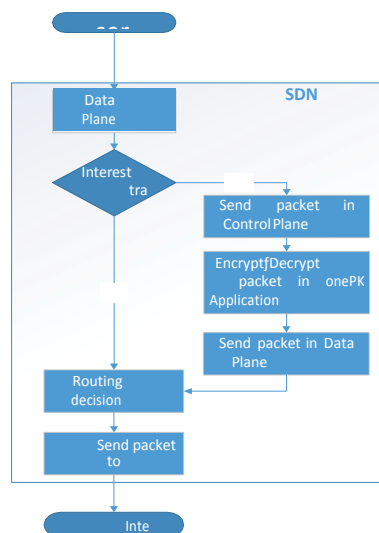 SDN
Data
Plane
Interest
tra
Send packet in
Control Plane
EncryptƒDecrypt
packet in onePK
Application
Send packet in Data
Plane
Routing
decision
Send packet
to
Inte